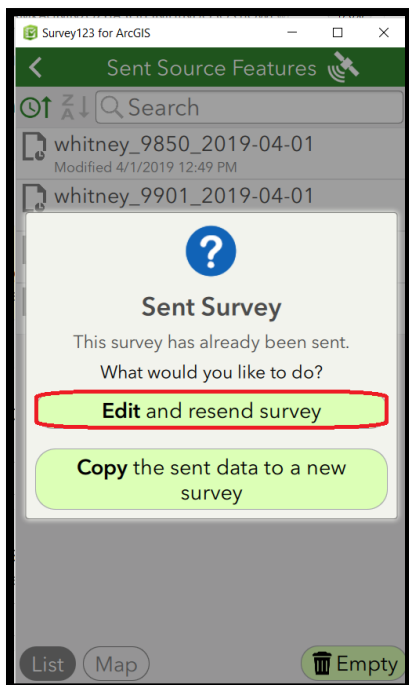 Survey123 for ArcGIS
Sent Source Features
Search
whitney_9850_2019-04-01
Modified 4/1/2019 12:49 PM
whitney_9901_2019-04-01
Sent Survey
This survey has already been sent.
What would you like to do?
Edit and resend survey
Copy the sent data to a new
survey
List
Map
Empty